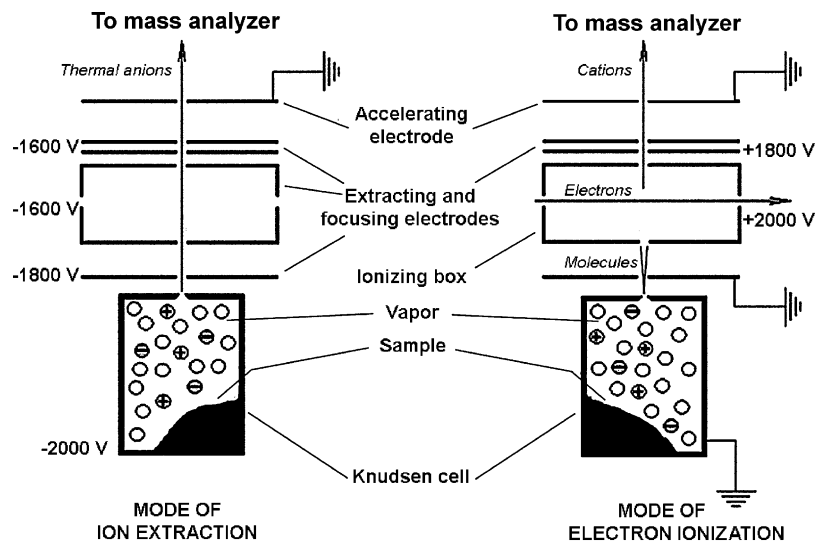 To mass analyzer
To mass analyzer
Thermal anions
Cations
Accelerating
electrode
-1600 V
+1800 V
Extracting and
focusing electrodes
Electrons
-1600 V
+2000 V
-1800 V
Ionizing box
Molecules
Vapor
Sample
-2000 V
Knudsen cell
MODE OF
ION EXTRACTION
MODE OF
ELECTRON IONIZATION